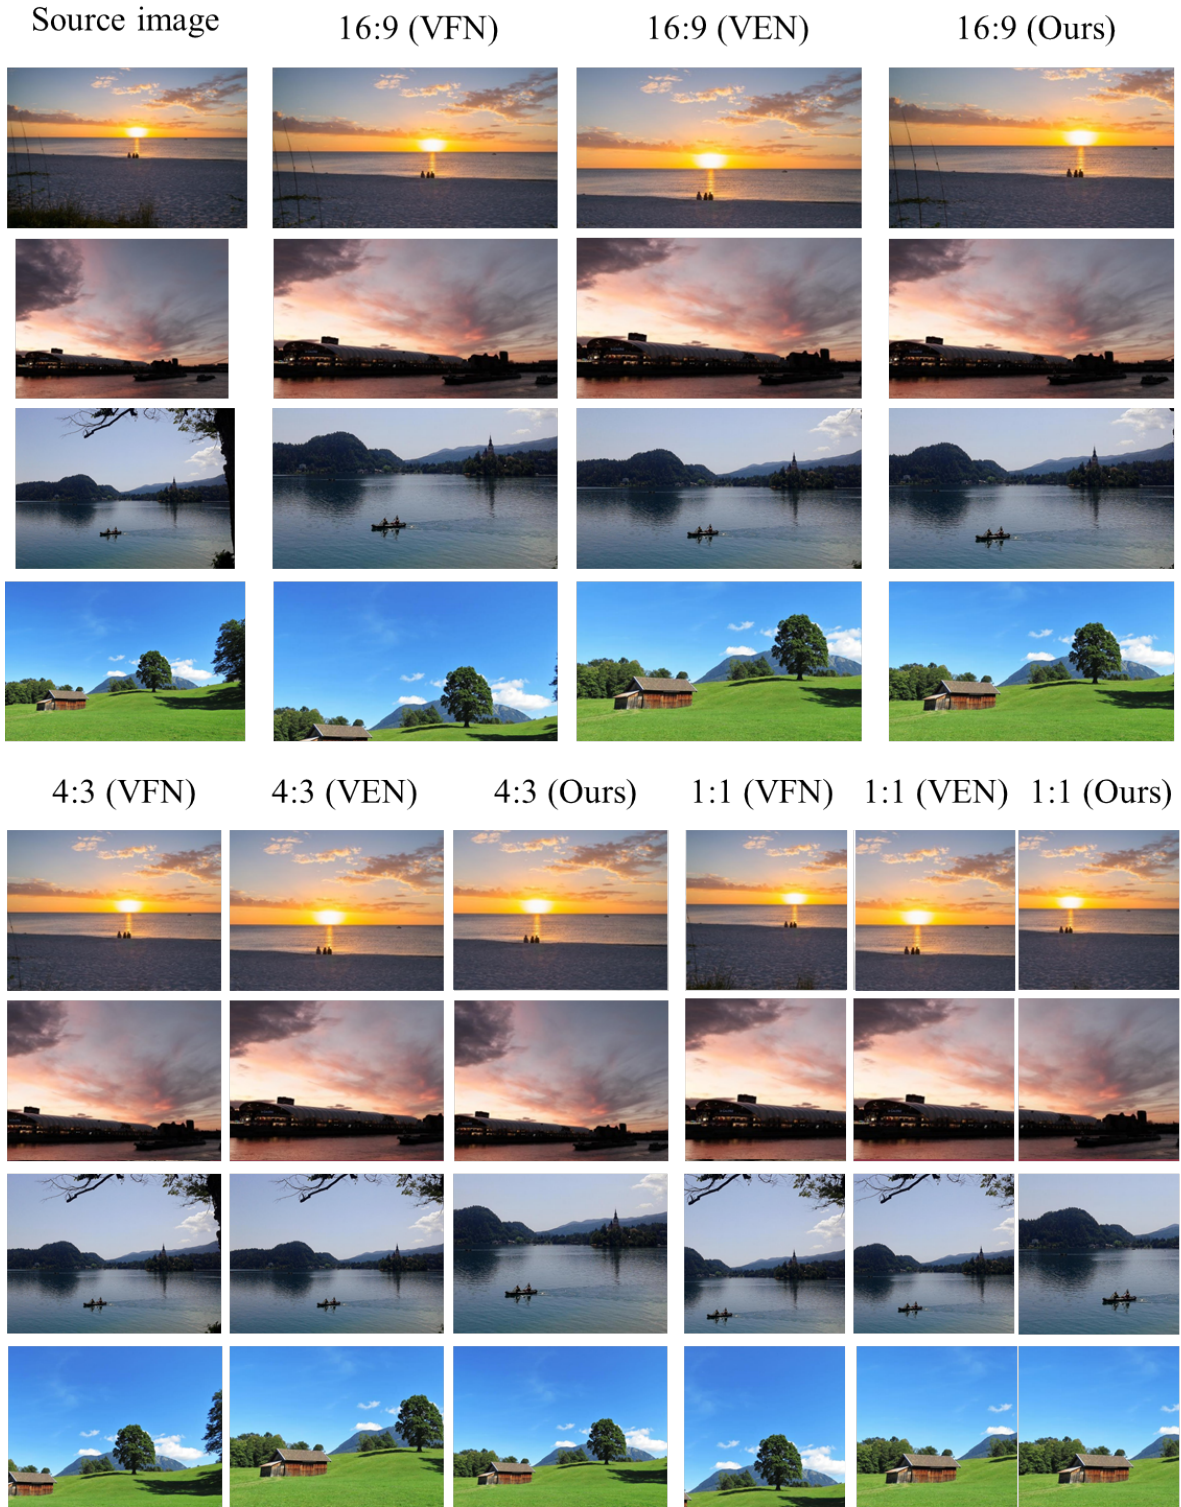 Source image
16:9 (VFN)
16:9 (VEN)
16:9 (Ours)
4:3 (VFN)
4:3 (VEN)
4:3 (Ours)
1:1 (VFN)
1:1 (VEN)
1:1 (Ours)